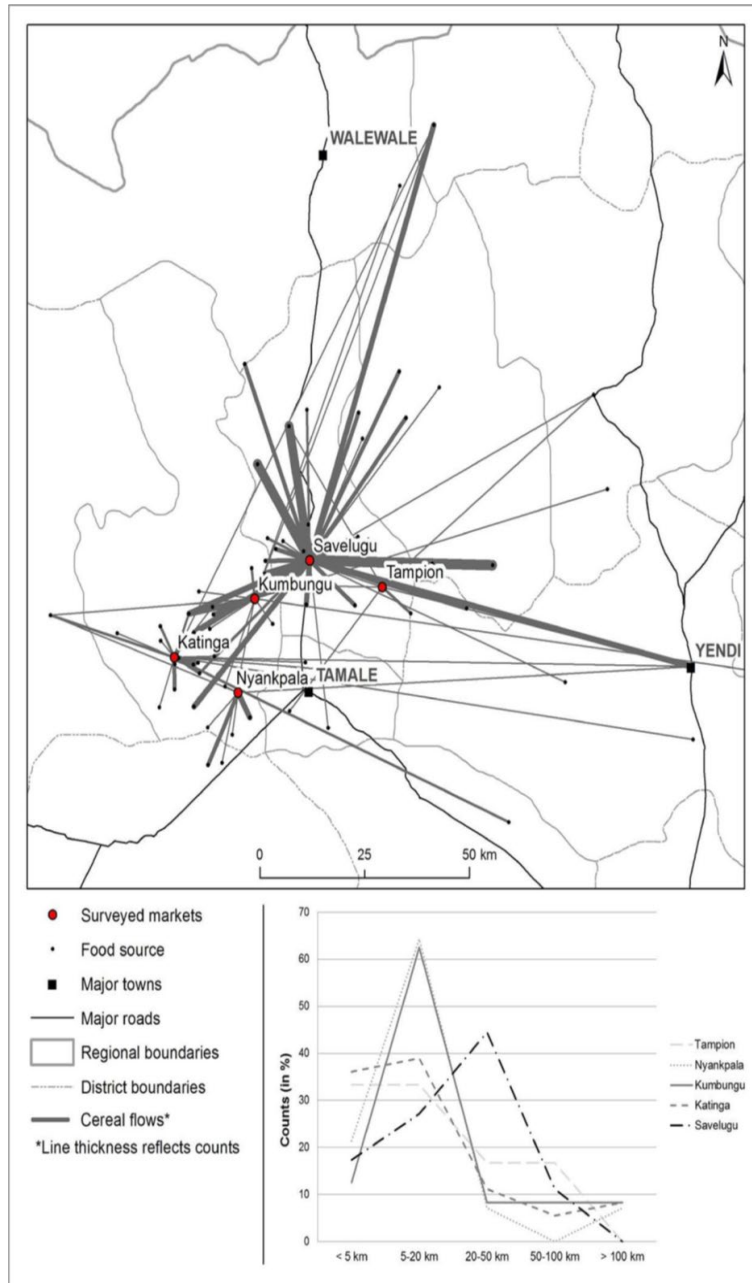 N
WALEWALE
Savelugu
Tampion
Kumbungu
Katinga
YENDI
Nyankpala
TAMALE
0 25 50 km
Surveyed markets
Food source
Major towns
Major roads
Regional boundaries
District boundaries
Cereal flows*
*Line thickness reflects counts
70
60
50
40
30
20
10
0
Counts (in %)
< 5 km 5-20 km 20-50 km 50-100 km > 100 km
Tampion
Nyankpala
Kumbungu
Katinga
Savelugu